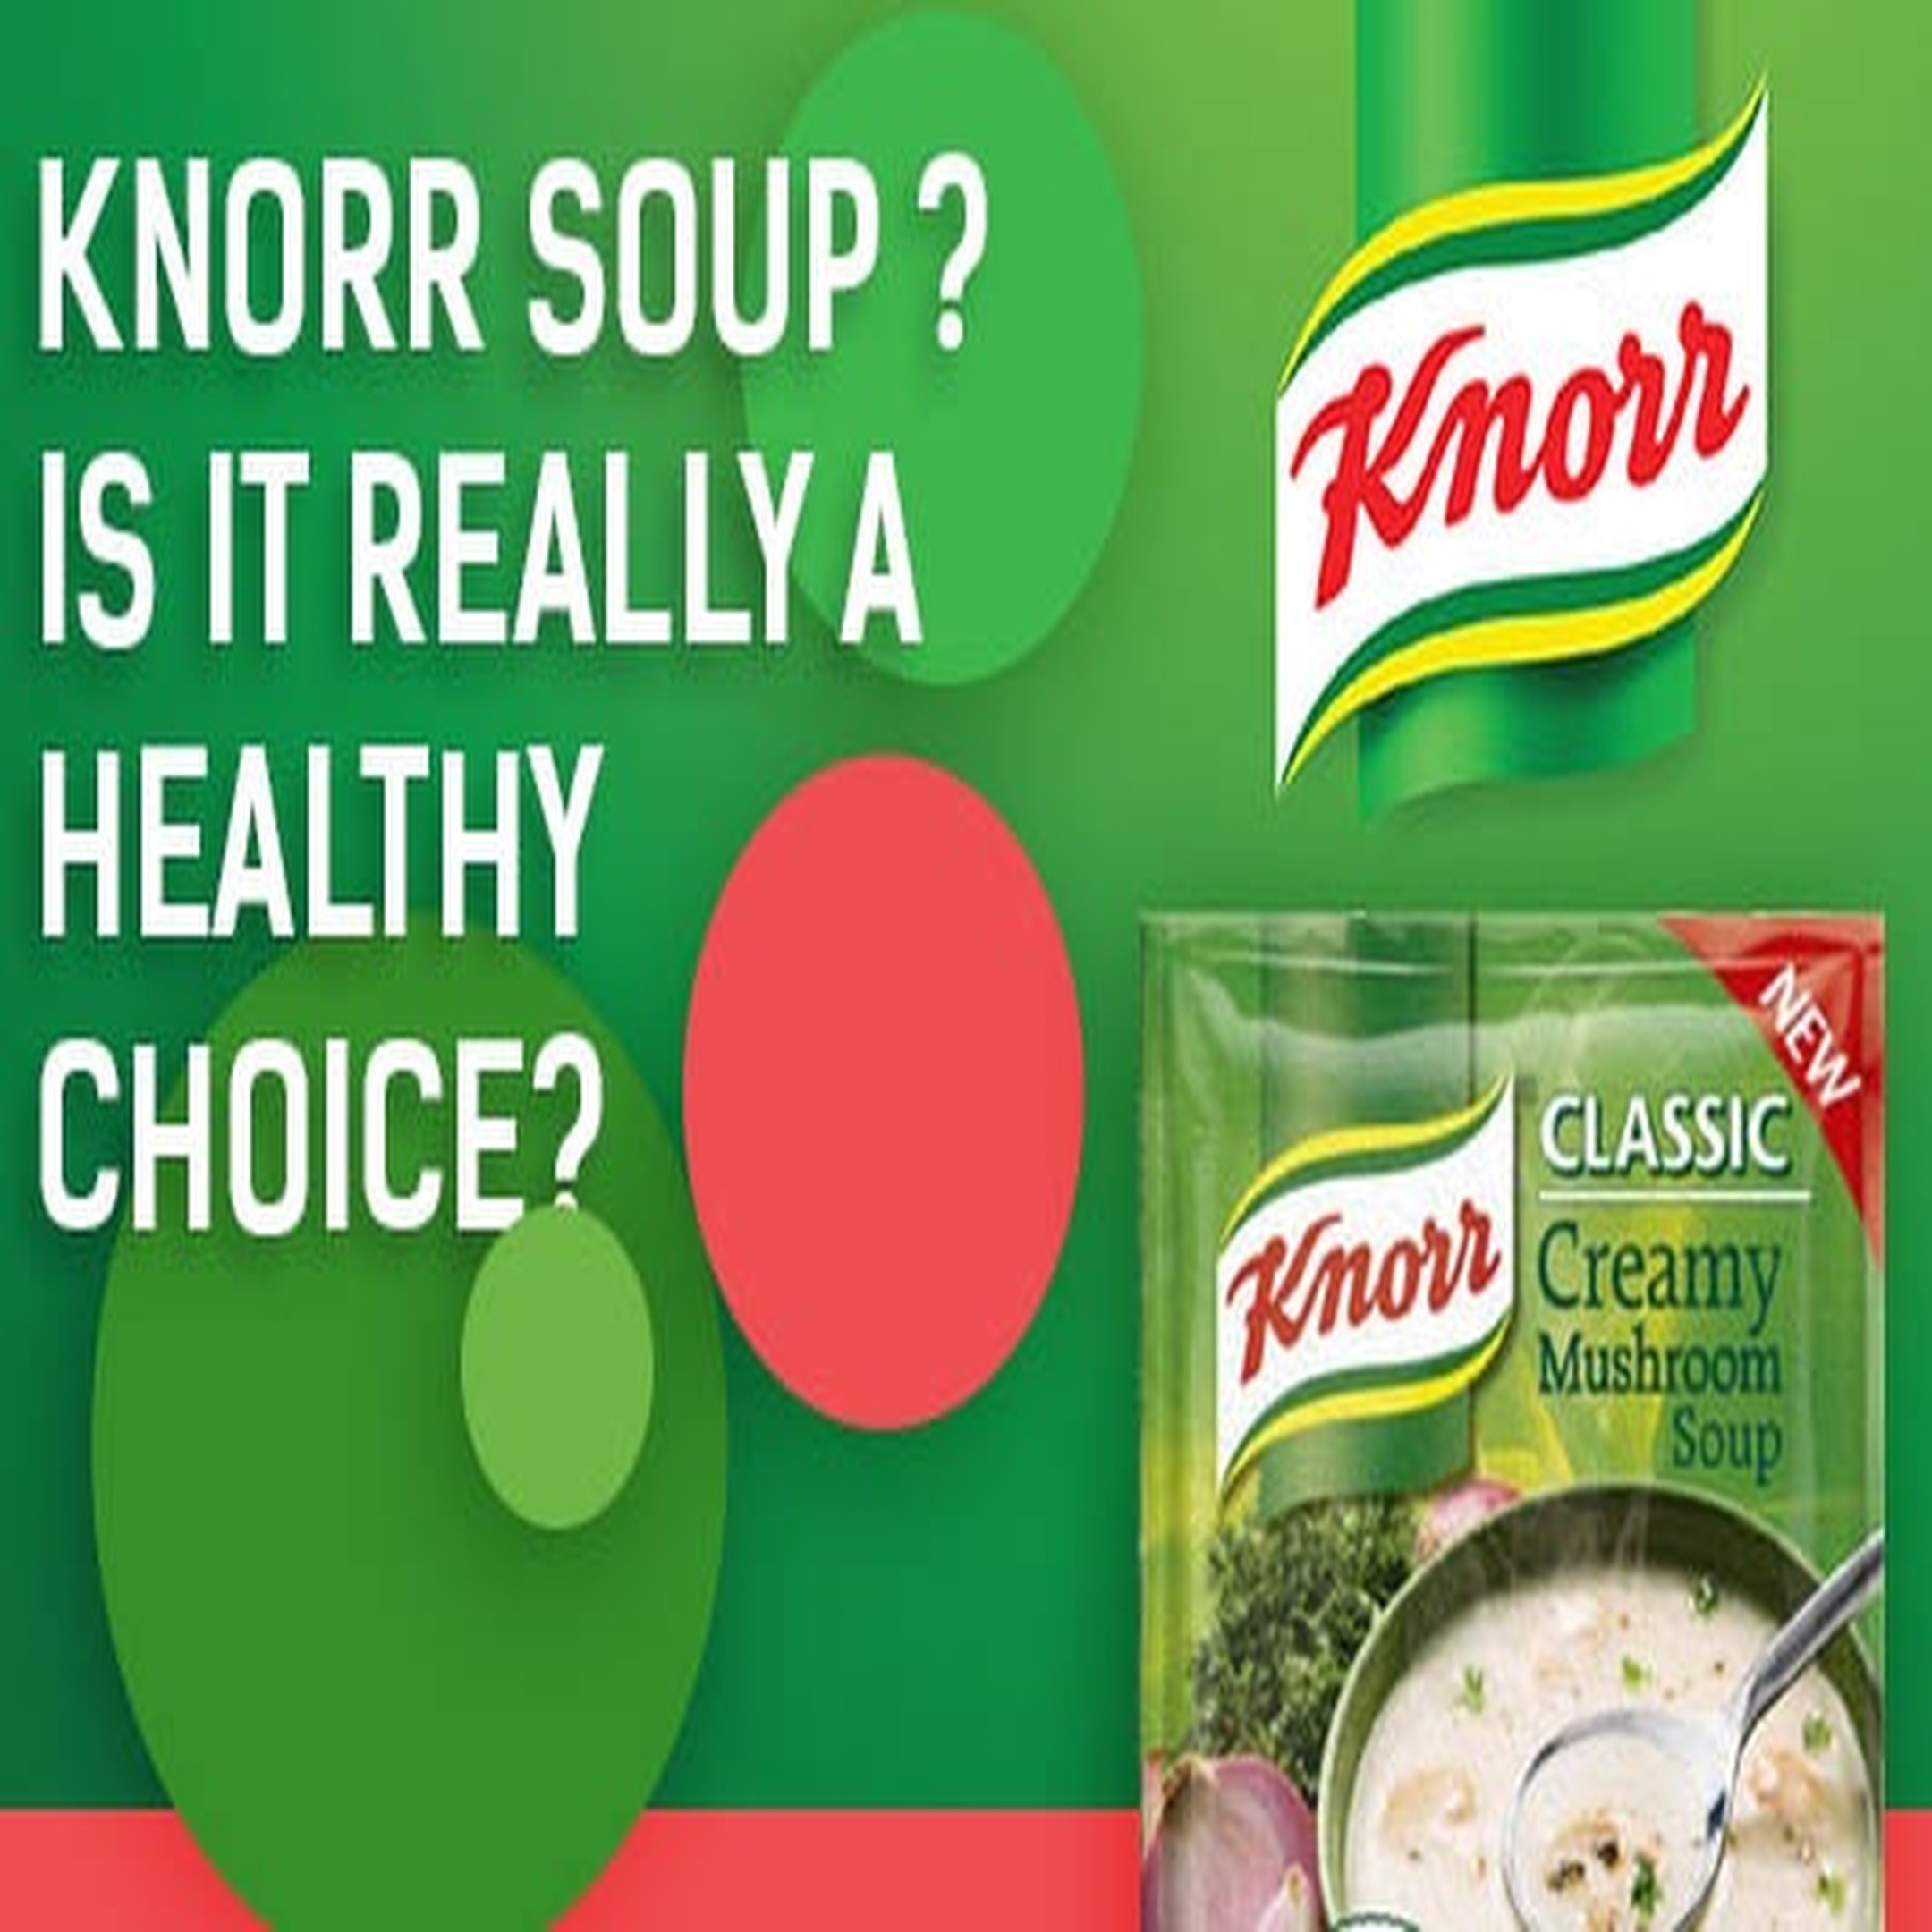 KNORR SOUP ?
IS IT REALLY A
HEALTHY
CHOICE?
Knorr
NEW
CLASSIC
Knorr
Creamy
Mushroom
Soup